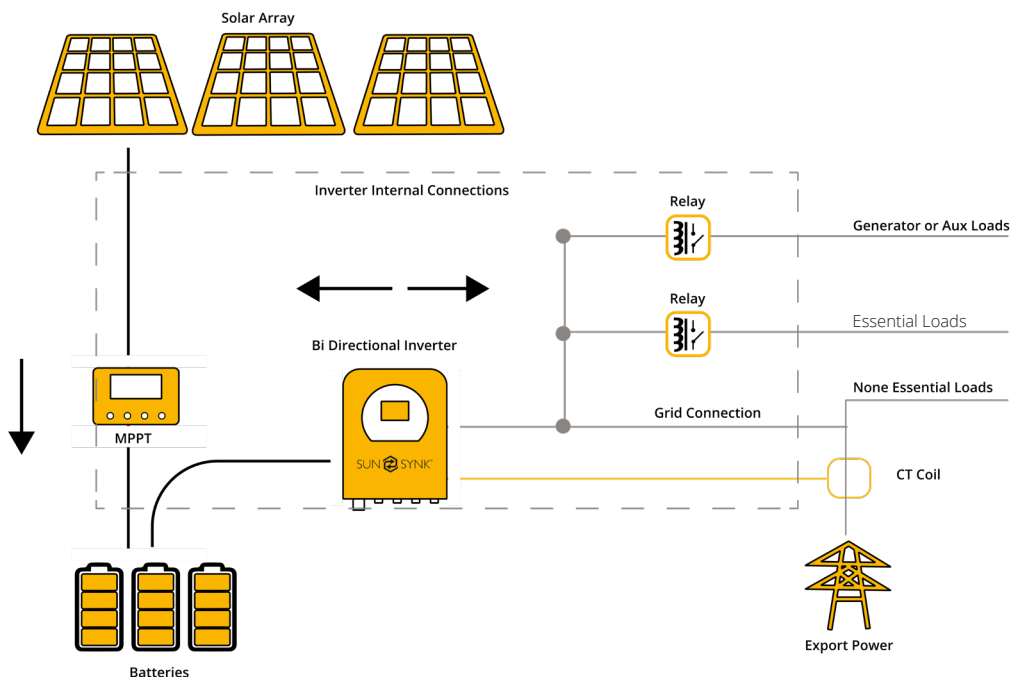 Solar Array
Inverter Internal Connections
Relay
Generator or Aux Loads
Relay
Essential Loads
Bi Directional Inverter
None Essential Loads
Grid Connection
MPPT
SUN SYNK
CT Coil
Export Power
Batteries